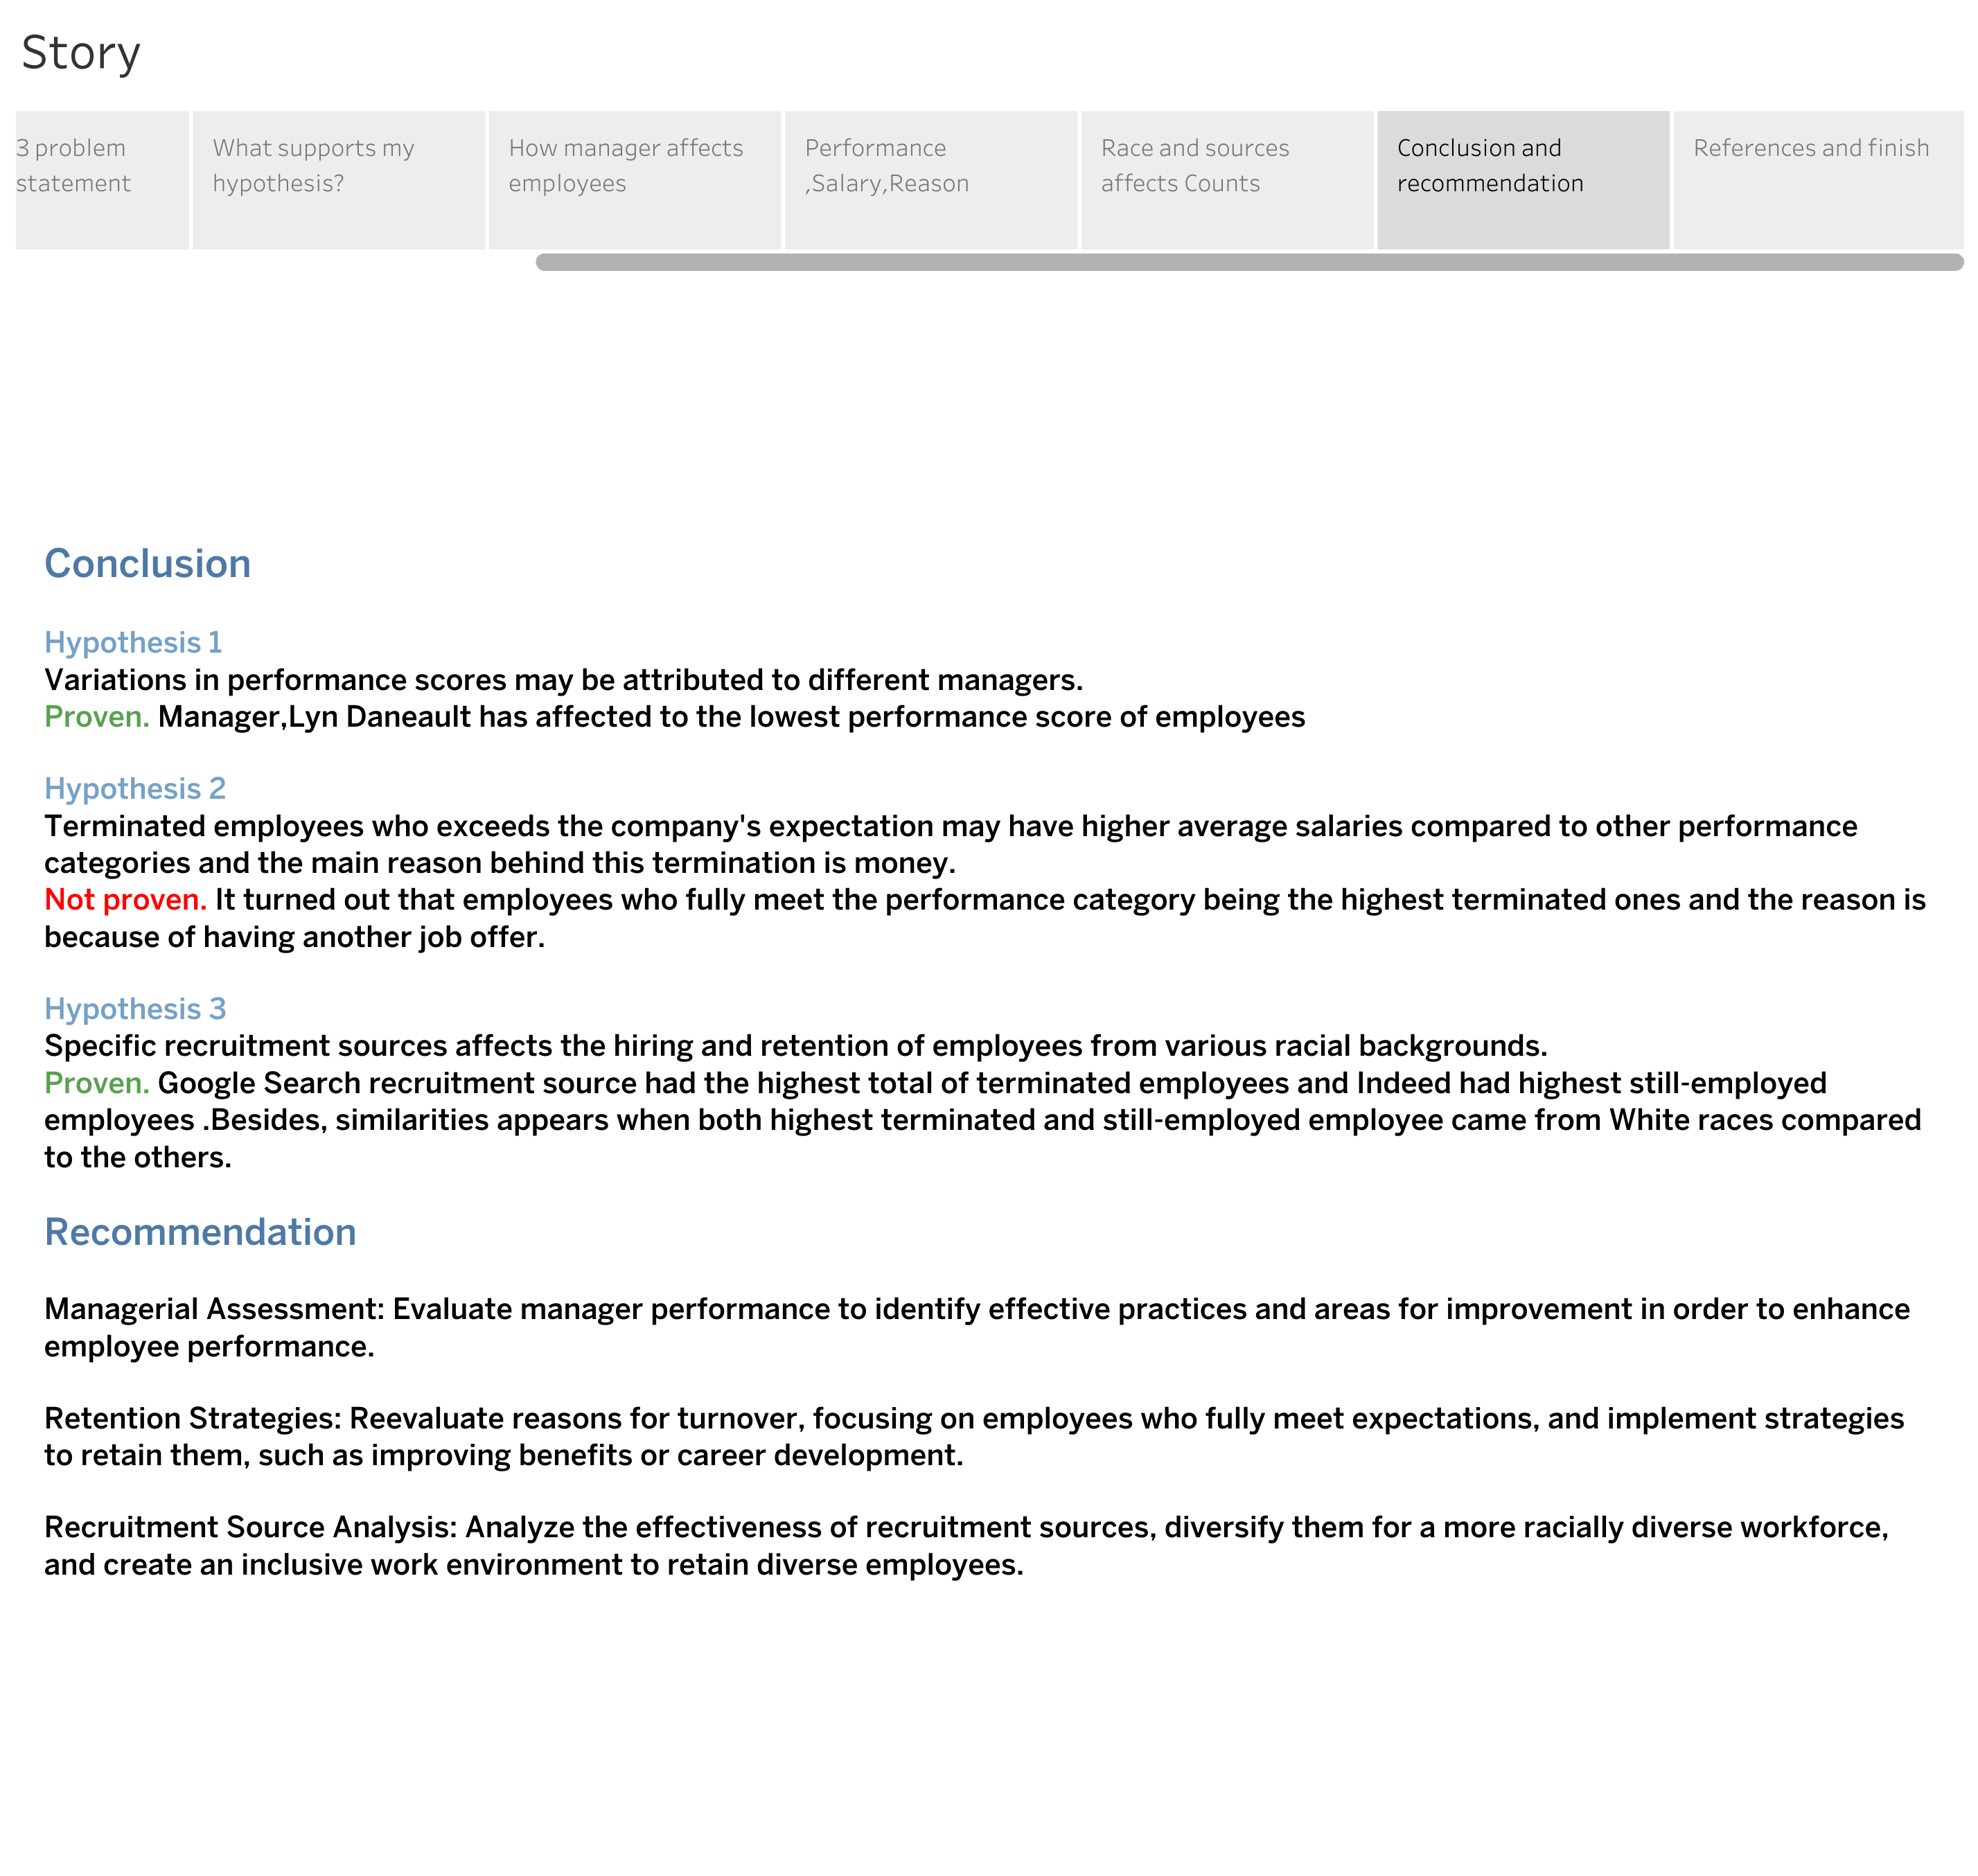 Story
3 problem
statement
What supports my
hypothesis?
How manager affects
employees
Performance
,Salary,Reason
Race and sources
affects Counts
Conclusion and
recommendation
References and finish
Conclusion
Hypothesis 1
Variations in performance scores may be attributed to different managers.
Proven. Manager,Lyn Daneault has affected to the lowest performance score of employees
Hypothesis 2
Terminated employees who exceeds the company's expectation may have higher average salaries compared to other performance
categories and the main reason behind this termination is money.
Not proven. It turned out that employees who fully meet the performance category being the highest terminated ones and the reason is
because of having another job offer.
Hypothesis 3
Specific recruitment sources affects the hiring and retention of employees from various racial backgrounds.
Proven. Google Search recruitment source had the highest total of terminated employees and Indeed had highest still-employed
employees .Besides, similarities appears when both highest terminated and still-employed employee came from White races compared
to the others.
Recommendation
Managerial Assessment: Evaluate manager performance to identify effective practices and areas for improvement in order to enhance
employee performance.
Retention Strategies: Reevaluate reasons for turnover, focusing on employees who fully meet expectations, and implement strategies
to retain them, such as improving benefits or career development.
Recruitment Source Analysis: Analyze the effectiveness of recruitment sources, diversify them for a more racially diverse workforce,
and create an inclusive work environment to retain diverse employees.